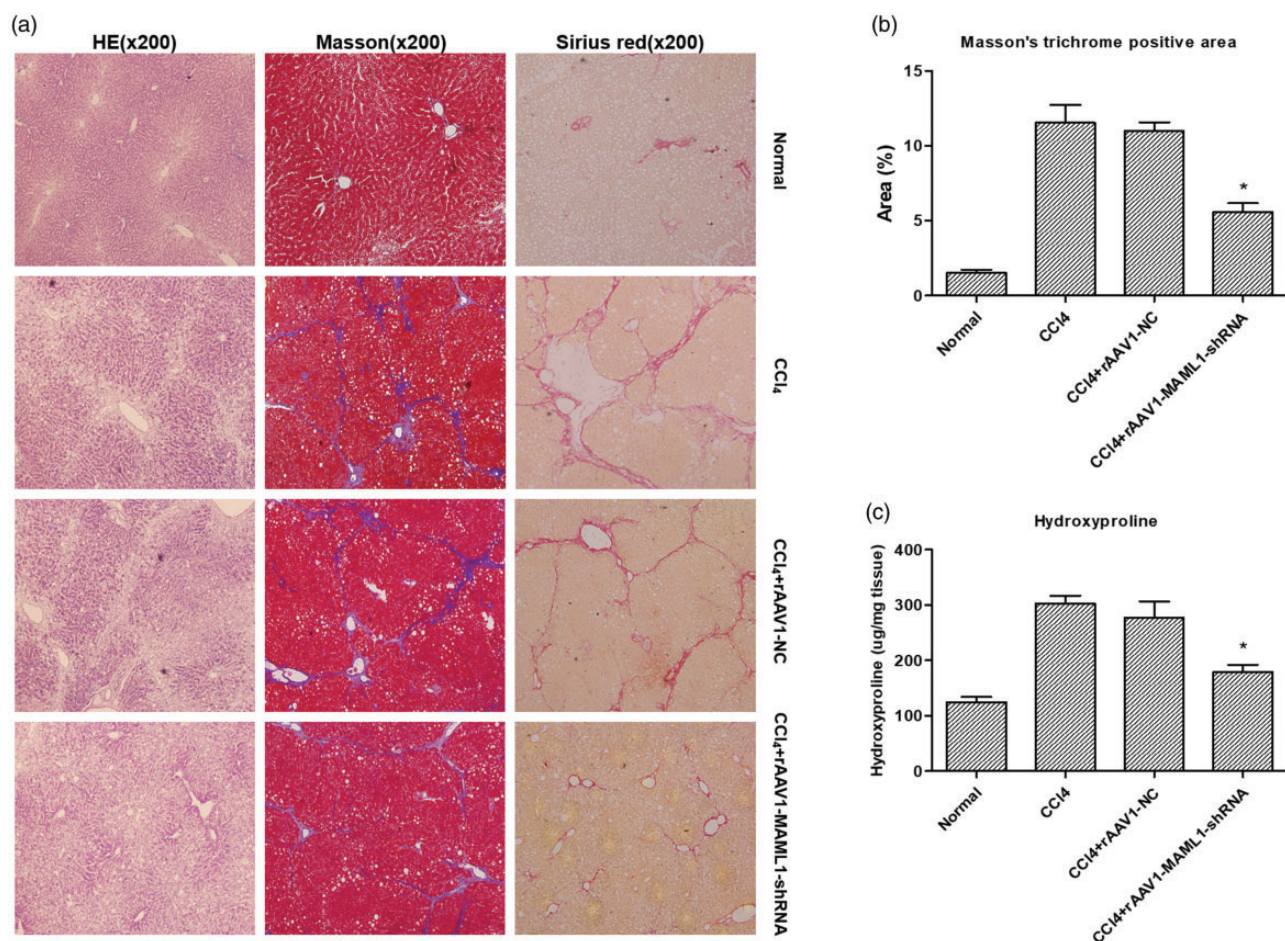 (a)
HE(x200)
Masson(x200)
Sirius red(x200)
Normal
CCl₄
CCl₄+rAAV1-NC
CCl₄+rAAV1-MAML1-shRNA
(b)
Masson's trichrome positive area
Area (%)
15
10
5
0
*
Normal
CCl4
CCl4+rAAV1-NC
CCl4+rAAV1-MAML1-shRNA
(c)
Hydroxyproline
Hydroxyproline (ug/mg tissue)
400
300
200
100
0
*
Normal
CCl4
CCl4+rAAV1-NC
CCl4+rAAV1-MAML1-shRNA